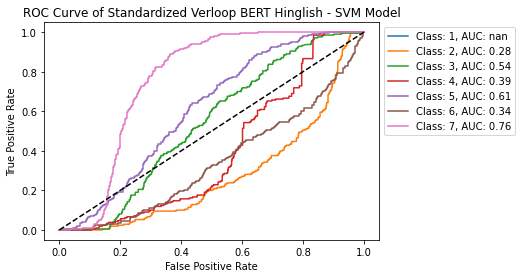 ROC Curve of Standardized Verloop BERT Hinglish - SVM Model
1.0
0.8
0.6
0.4
0.2
0.0
True Positive Rate
0.0 0.2 0.4 0.6 0.8 1.0
False Positive Rate
Class: 1, AUC: nan
Class: 2, AUC: 0.28
Class: 3, AUC: 0.54
Class: 4, AUC: 0.39
Class: 5, AUC: 0.61
Class: 6, AUC: 0.34
Class: 7, AUC: 0.76